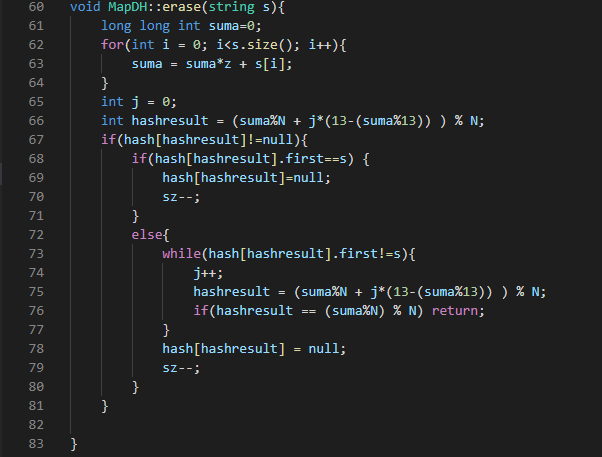 60 void MapDH::erase(string s){
61     long long int suma=0;
62     for(int i = 0; i<s.size(); i++){
63         suma = suma*z + s[i];
64     }
65     int j = 0;
66     int hashresult = (suma%N + j*(13-(suma%13)) ) % N;
67     if(hash[hashresult]!=null){
68         if(hash[hashresult].first==s) {
69             hash[hashresult]=null;
70             sz--;
71         }
72         else{
73             while(hash[hashresult].first!=s){
74                 j++;
75                 hashresult = (suma%N + j*(13-(suma%13)) ) % N;
76                 if(hashresult == (suma%N) % N) return;
77             }
78             hash[hashresult] = null;
79             sz--;
80         }
81     }
82
83 }